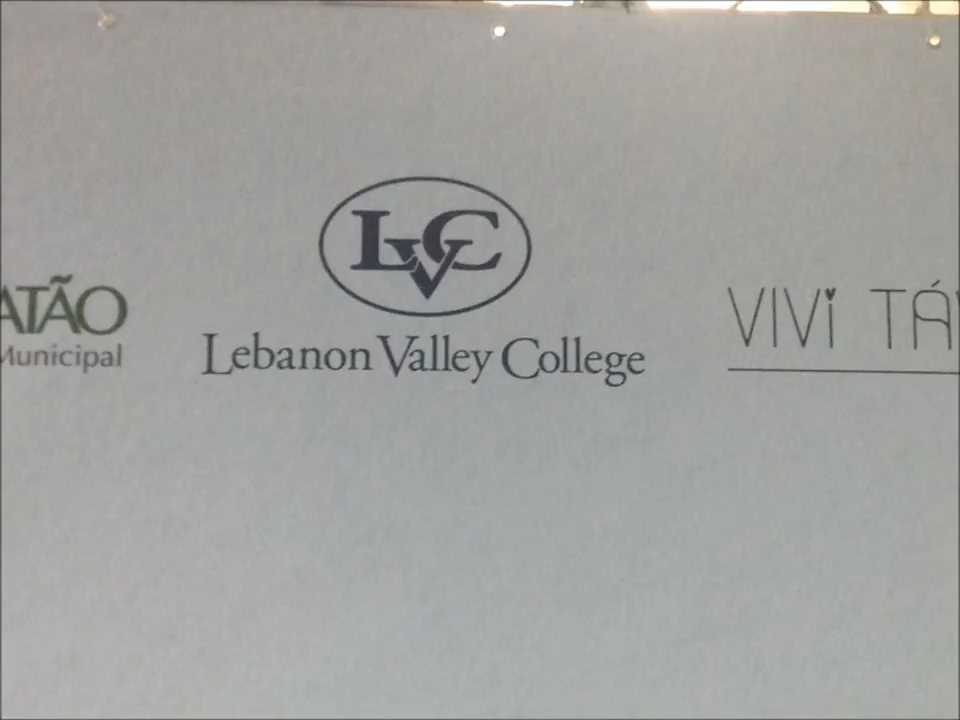 LVC
Lebanon Valley College
ATÃO
Municipal
VIVI TÁ